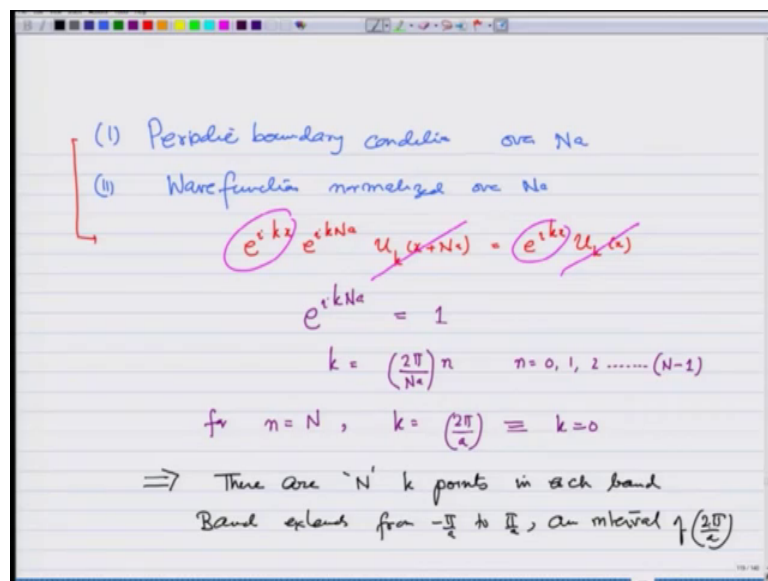 (I) Periodic boundary condition over Na
(II) Wavefunction normalized over Na
e^{ikx} e^{ikNa} u_k(x+Na) = e^{ikx} u_k(x)
e^{ikNa} = 1
k = (2π/Na) n n=0, 1, 2 ....... (N-1)
for n=N, k = (2π/a) ≡ k=0
⇒ There are 'N' k points in each band
Band extends from -π/a to π/a, an interval of (2π/a)